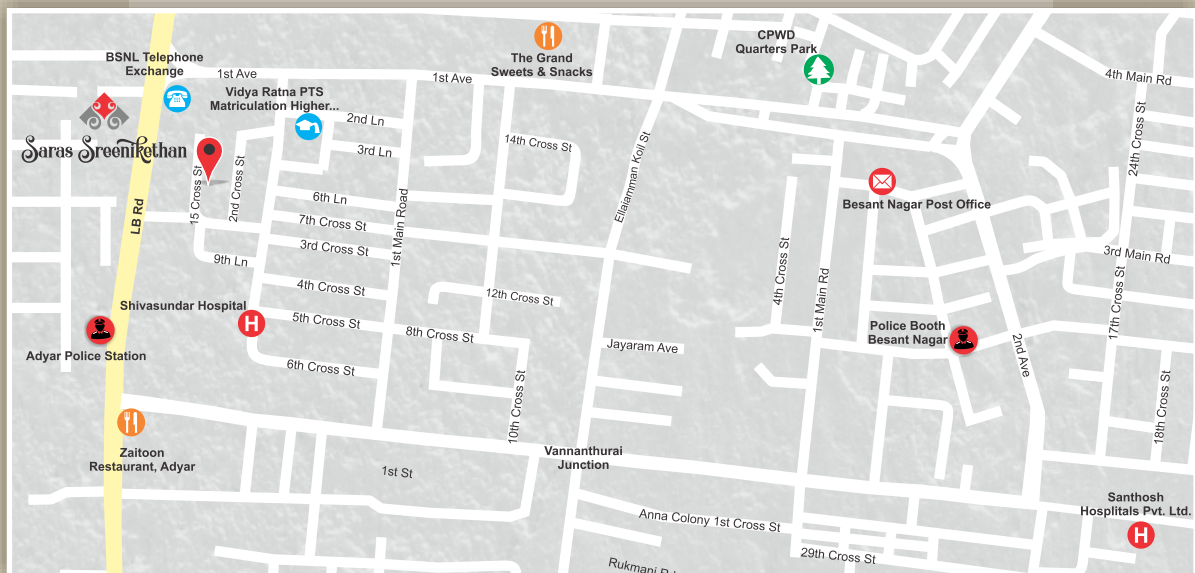 CPWD
Quarters Park
BSNL Telephone
Exchange
The Grand
Sweets & Snacks
1st Ave
1st Ave
4th Main Rd
Vidya Ratna PTS
Matriculation Higher...
2nd Ln
Saras Sreenikethan
3rd Ln
14th Cross St
24th Cross St
15 Cross St
2nd Cross St
Ellaiamman Koil St
6th Ln
Besant Nagar Post Office
LB Rd
7th Cross St
1st Main Road
3rd Cross St
9th Ln
3rd Main Rd
4th Cross St
4th Cross St
12th Cross St
1st Main Rd
17th Cross St
Shivasundar Hospital
H
5th Cross St
8th Cross St
Police Booth
Besant Nagar
Jayaram Ave
2nd Ave
Adyar Police Station
6th Cross St
10th Cross St
18th Cross St
Zaitoon
Restaurant, Adyar
Vannanthurai
Junction
1st St
Santhosh
Hosplitals Pvt. Ltd.
H
Anna Colony 1st Cross St
29th Cross St